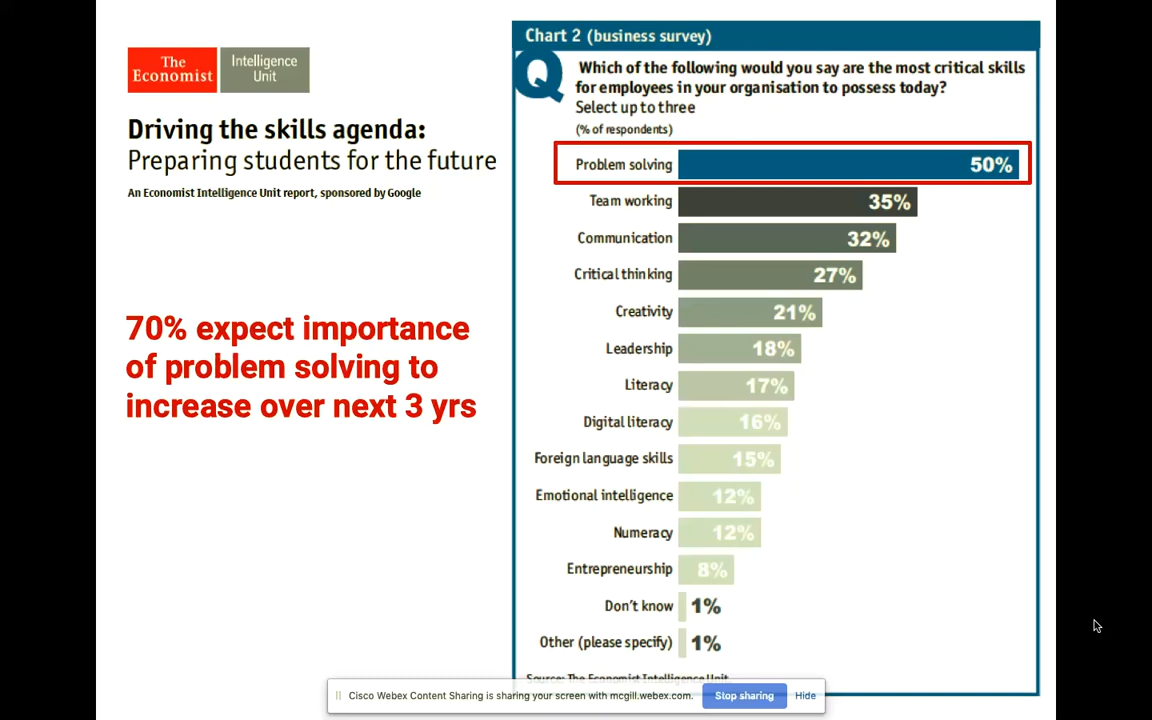 The
Economist
Intelligence
Unit
Driving the skills agenda:
Preparing students for the future
An Economist Intelligence Unit report, sponsored by Google
70% expect importance
of problem solving to
increase over next 3 yrs
Chart 2 (business survey)
Q
Which of the following would you say are the most critical skills
for employees in your organisation to possess today?
Select up to three
(% of respondents)
Problem solving 50%
Team working 35%
Communication 32%
Critical thinking 27%
Creativity 21%
Leadership 18%
Literacy 17%
Digital literacy 16%
Foreign language skills 15%
Emotional intelligence 12%
Numeracy 12%
Entrepreneurship 8%
Don't know 1%
Other (please specify) 1%
Source: The Economist Intelligence Unit
Cisco Webex Content Sharing is sharing your screen with mcgill.webex.com. Stop sharing Hide